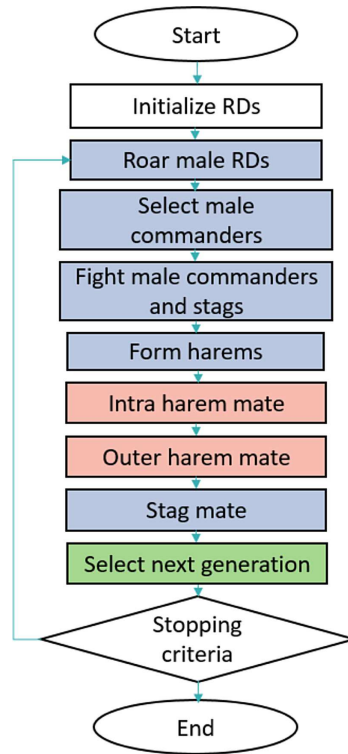 Start
Initialize RDs
Roar male RDs
Select male
commanders
Fight male commanders
and stags
Form harems
Intra harem mate
Outer harem mate
Stag mate
Select next generation
Stopping
criteria
End